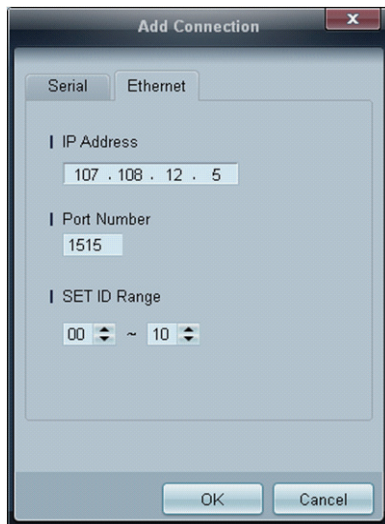 Add Connection
x
Serial Ethernet
IP Address
107 . 108 . 12 . 5
Port Number
1515
SET ID Range
00 ~ 10
OK Cancel